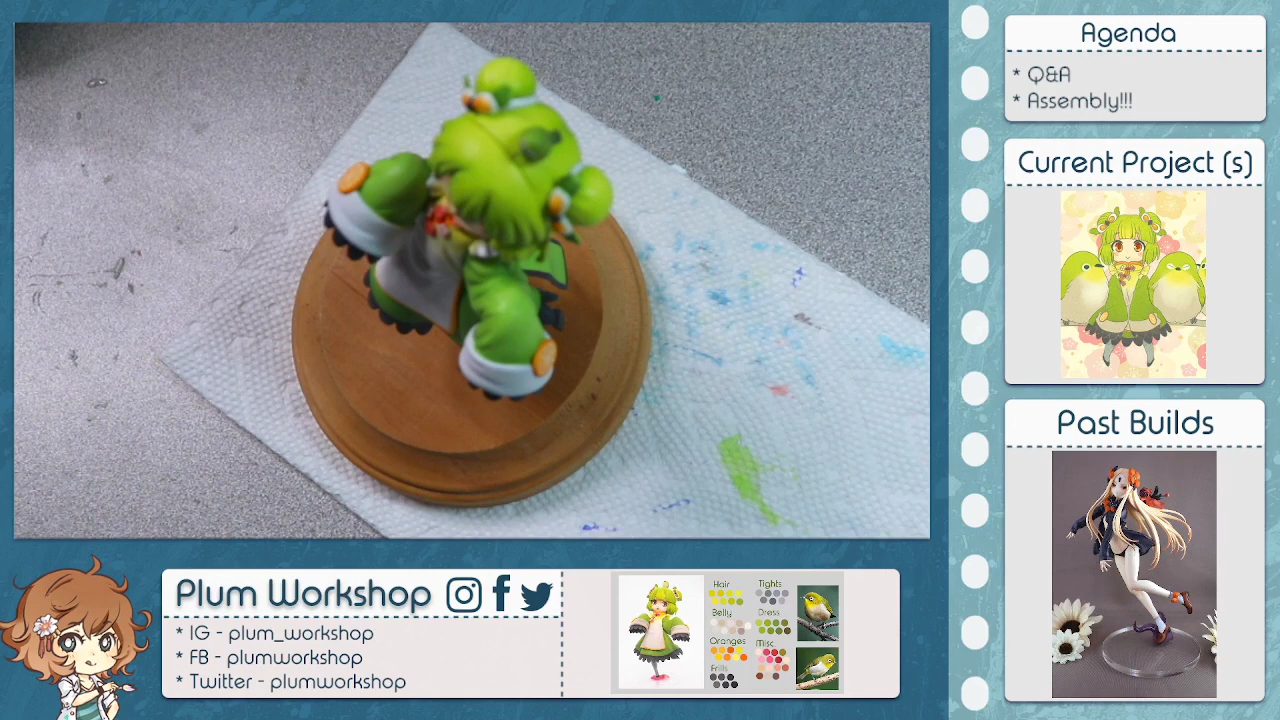 Agenda
* Q&A
* Assembly!!!
Current Project (s)
Past Builds
Plum Workshop
* IG - plum_workshop
* FB - plumworkshop
* Twitter - plumworkshop
Hair
Tights
Belly
Dress
Oranges
Misc.
Frills